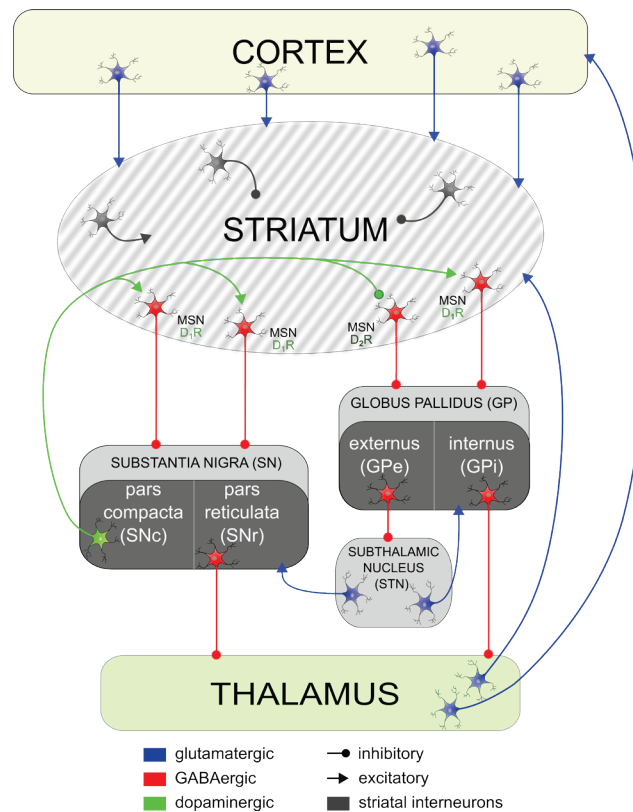 CORTEX
STRIATUM
MSN
D1R
MSN
D1R
MSN
D2R
MSN
D1R
GLOBUS PALLIDUS (GP)
externus
(GPe)
internus
(GPi)
SUBSTANTIA NIGRA (SN)
pars
compacta
(SNc)
pars
reticulata
(SNr)
SUBTHALAMIC
NUCLEUS
(STN)
THALAMUS
glutamatergic
inhibitory
GABAergic
excitatory
dopaminergic
striatal interneurons